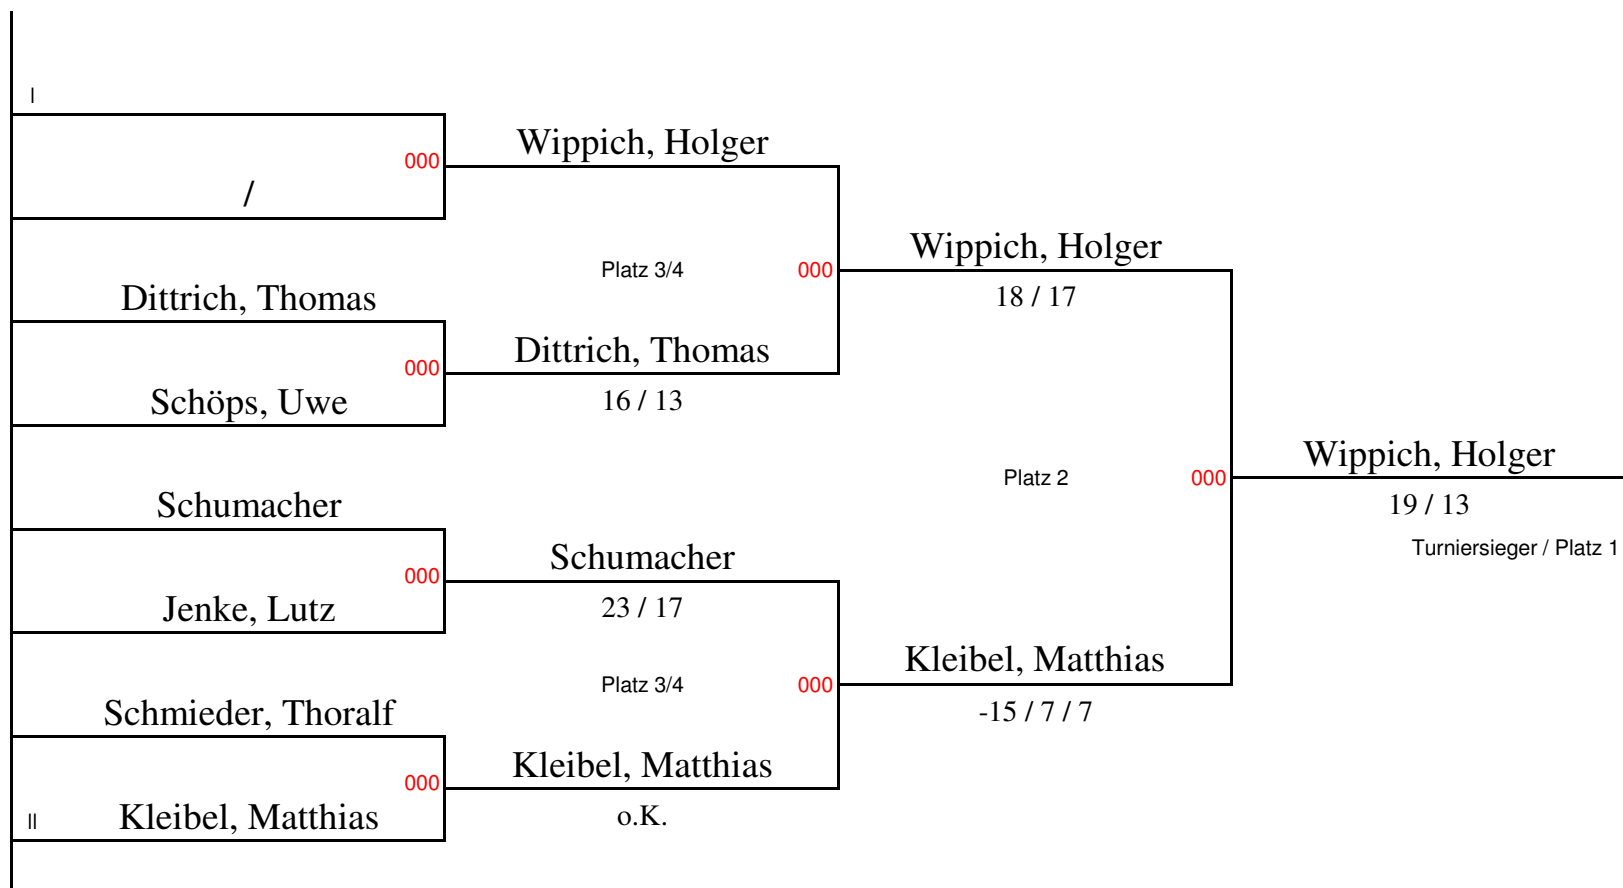 I
000
/
Wippich, Holger
Dittrich, Thomas
000
Schöps, Uwe
Platz 3/4
000
Dittrich, Thomas
16 / 13
Wippich, Holger
18 / 17
Schumacher
000
Jenke, Lutz
Schumacher
23 / 17
Schmieder, Thoralf
000
II
Kleibel, Matthias
Platz 3/4
000
Kleibel, Matthias
o.K.
Kleibel, Matthias
-15 / 7 / 7
Platz 2
000
Wippich, Holger
19 / 13
Turniersieger / Platz 1